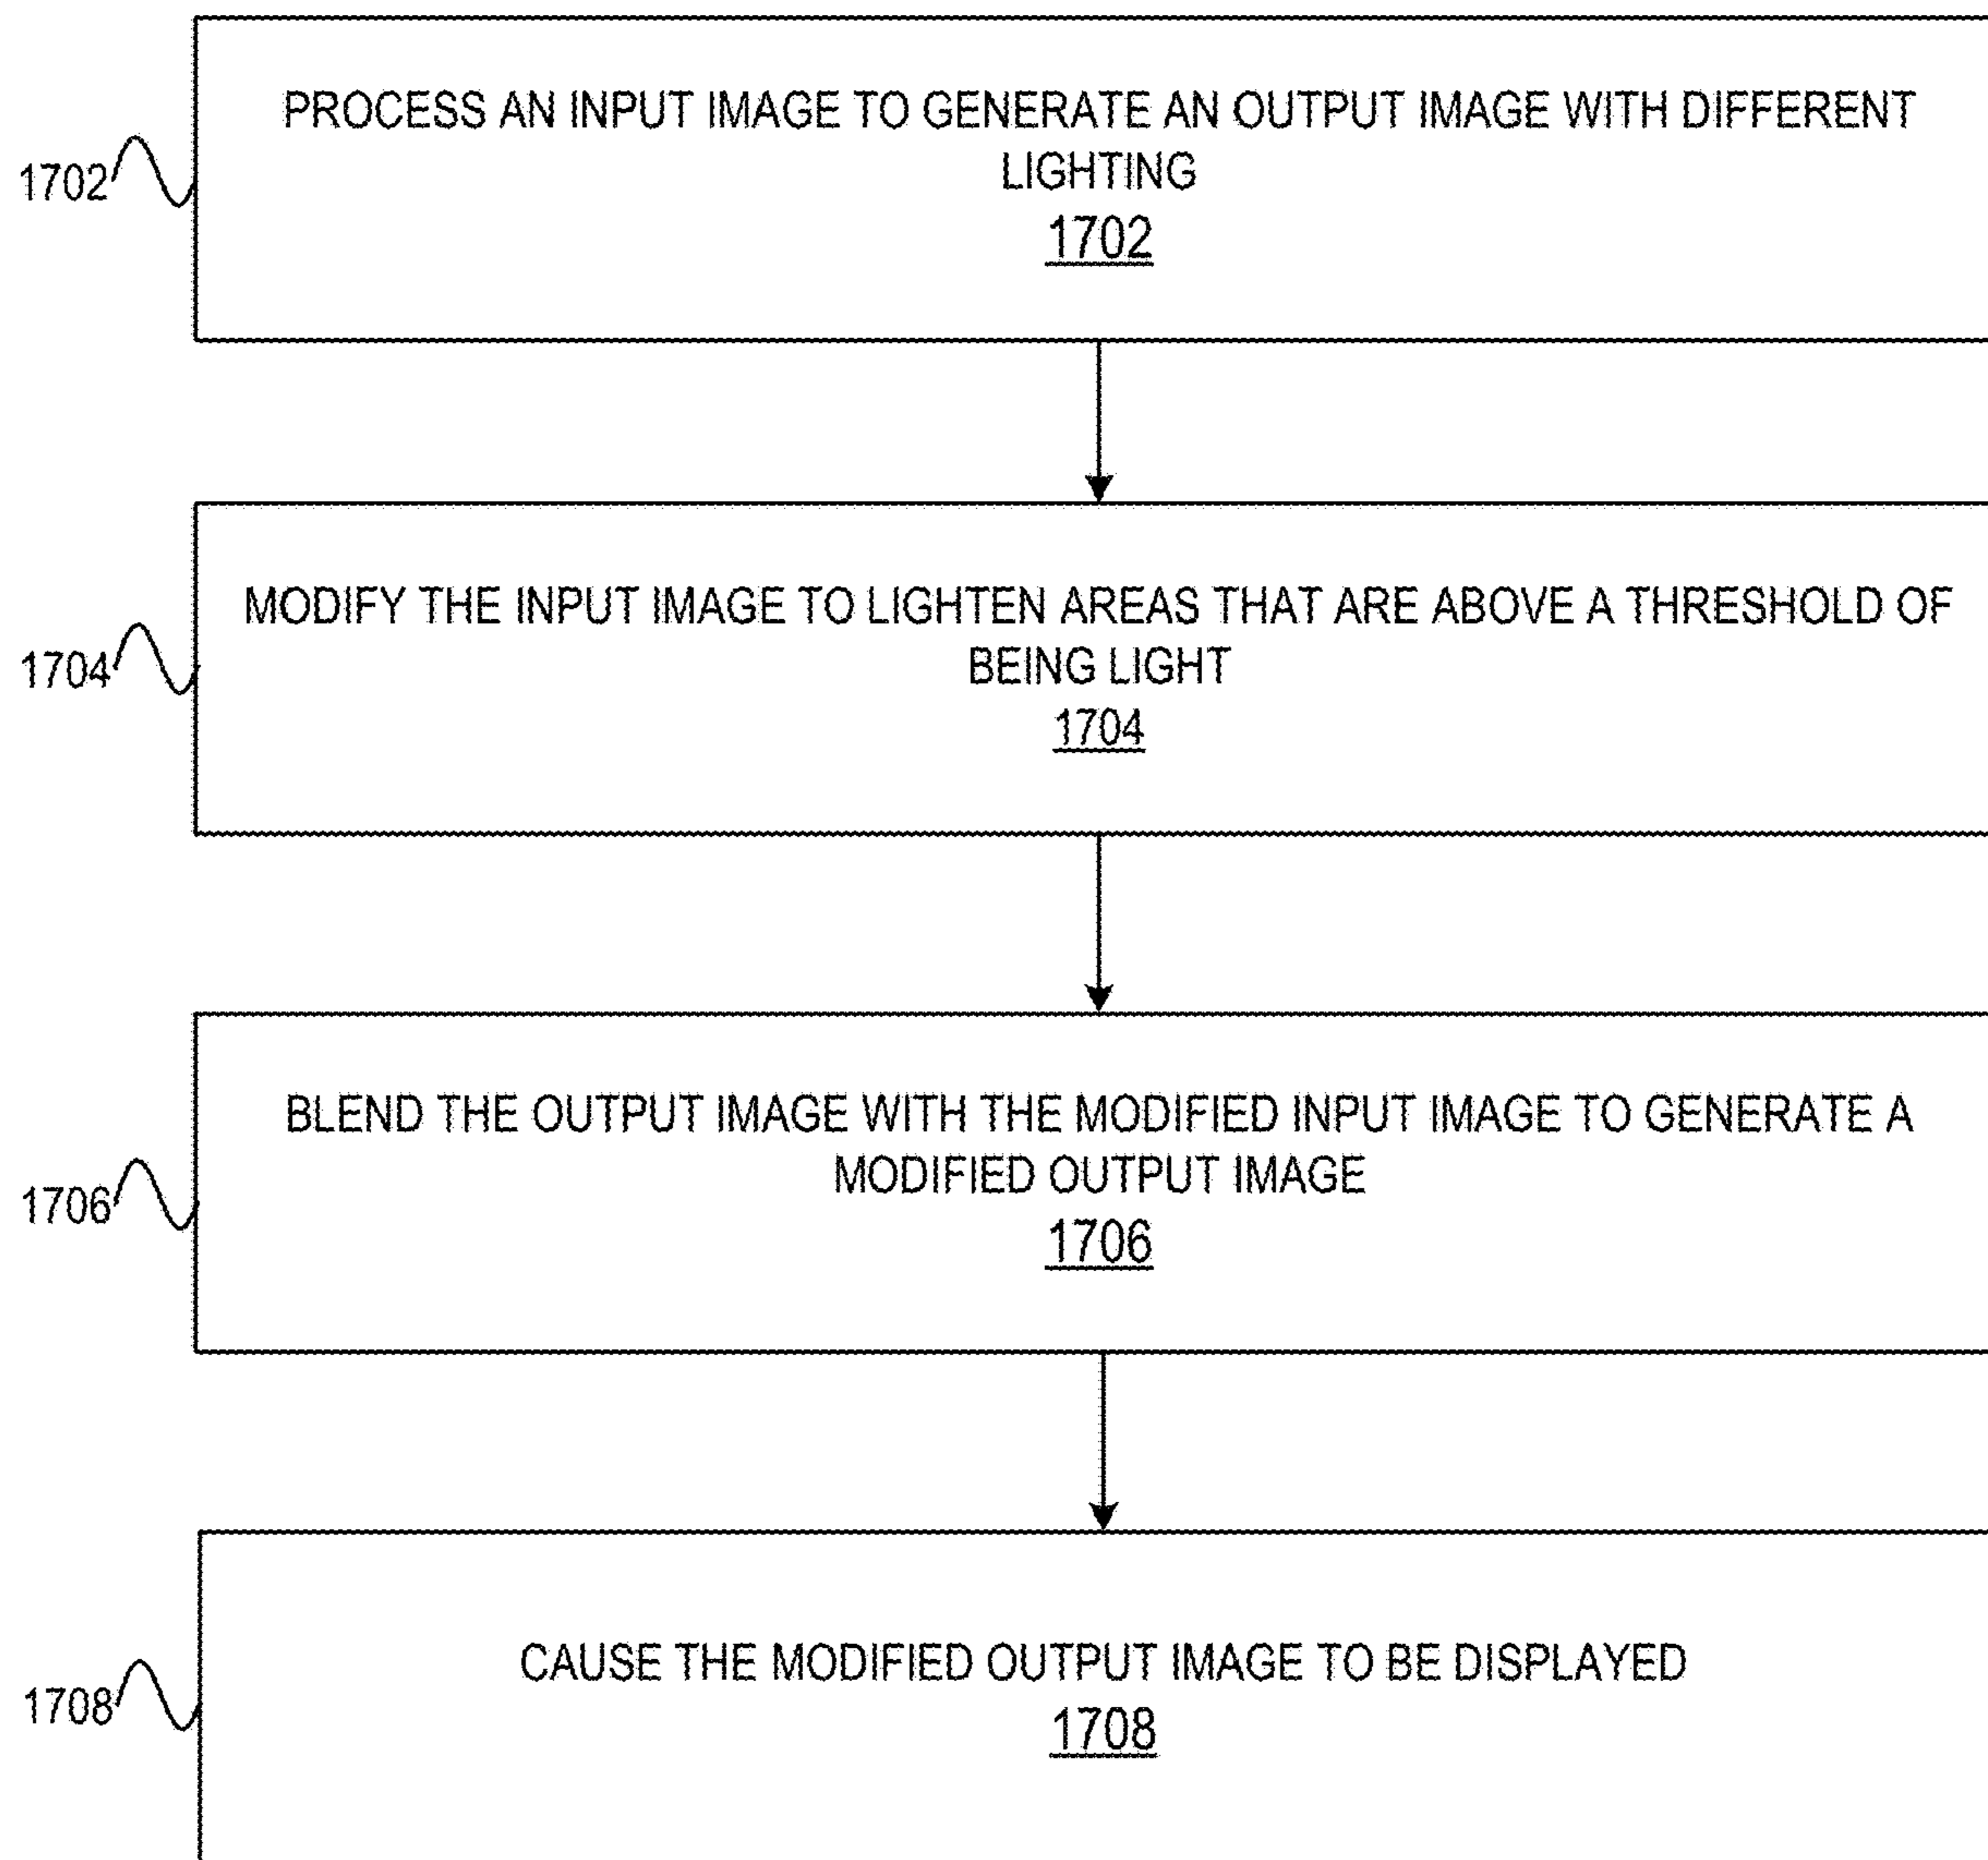 PROCESS AN INPUT IMAGE TO GENERATE AN OUTPUT IMAGE WITH DIFFERENT
LIGHTING
1702
1702
MODIFY THE INPUT IMAGE TO LIGHTEN AREAS THAT ARE ABOVE A THRESHOLD OF
BEING LIGHT
1704
1704
BLEND THE OUTPUT IMAGE WITH THE MODIFIED INPUT IMAGE TO GENERATE A
MODIFIED OUTPUT IMAGE
1706
1706
CAUSE THE MODIFIED OUTPUT IMAGE TO BE DISPLAYED
1708
1708